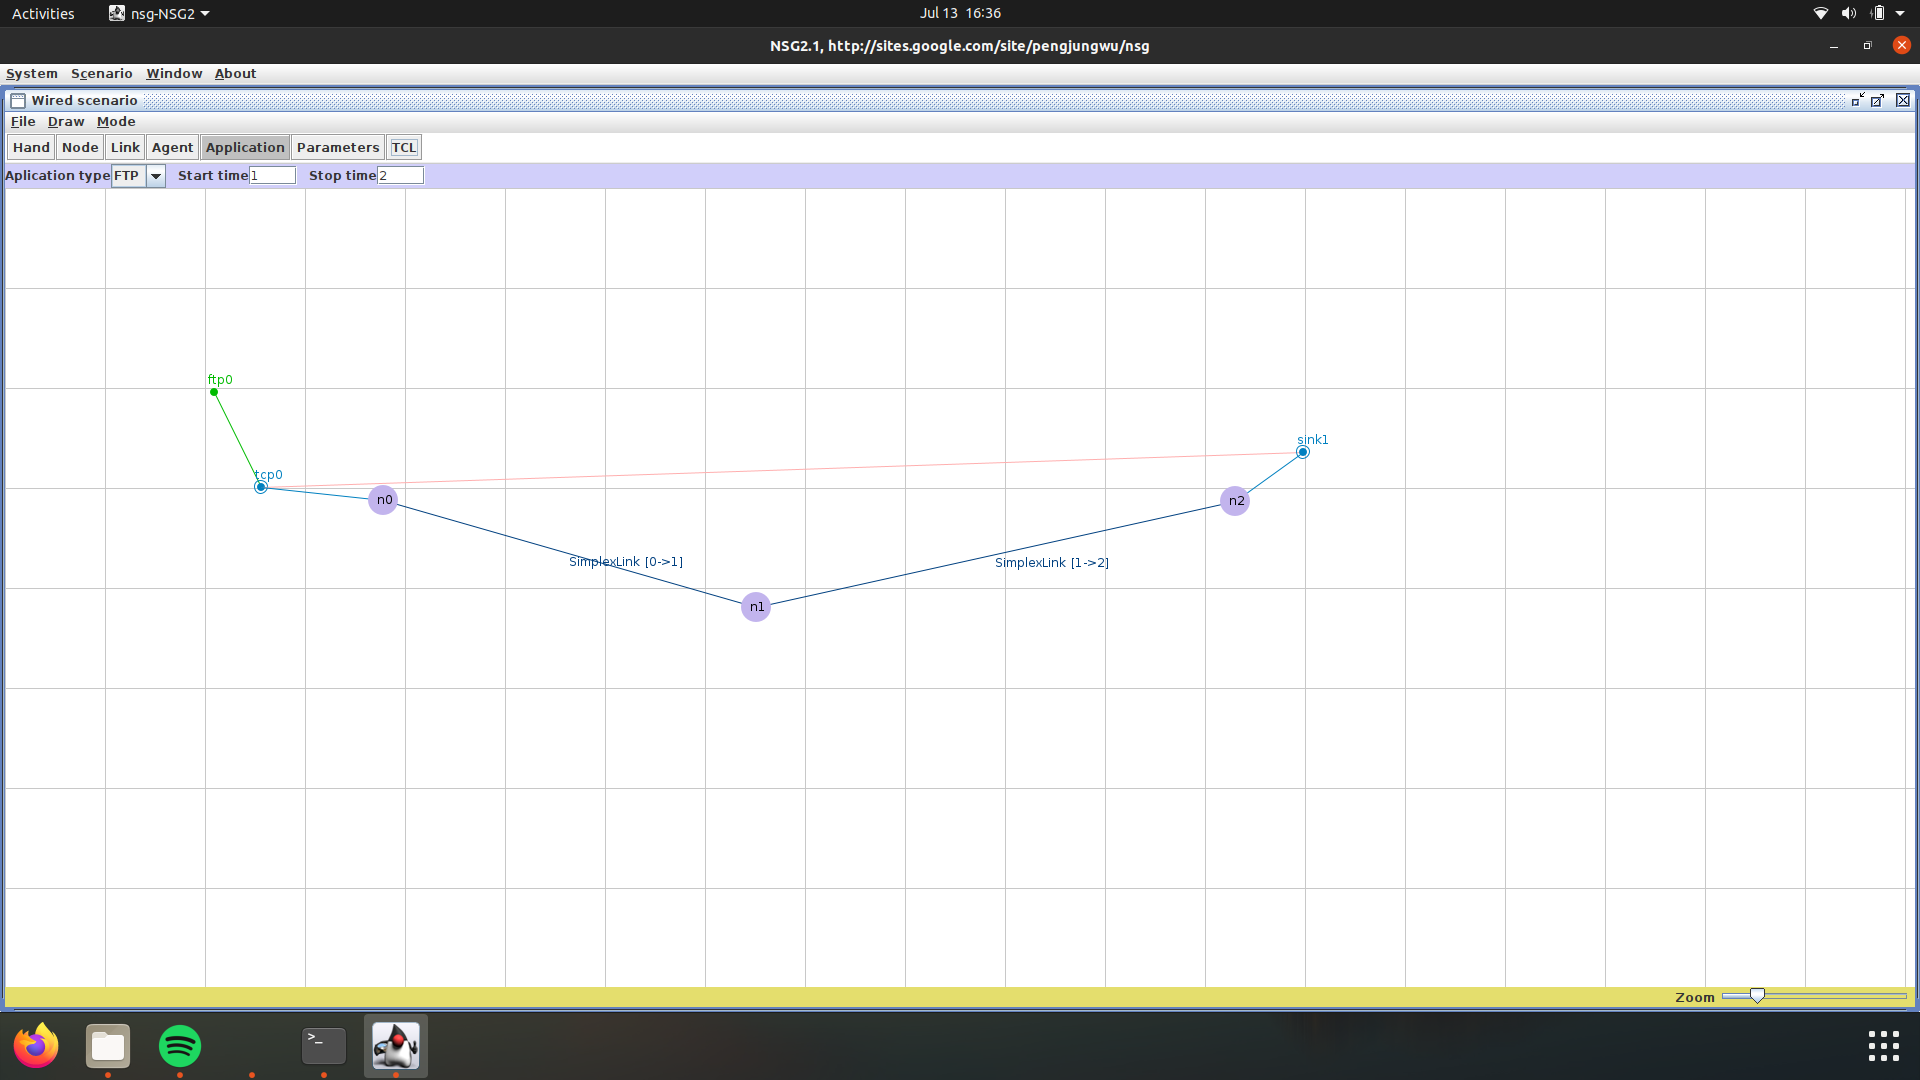 Activities nsg-NSG2 Jul 13 16:36
NSG2.1, http://sites.google.com/site/pengjungwu/nsg
System Scenario Window About
Wired scenario
File Draw Mode
Hand Node Link Agent Application Parameters TCL
Aplication type FTP Start time 1 Stop time 2
ftp0
sink1
tcp0
n0
n2
SimplexLink [0->1]
SimplexLink [1->2]
n1
Zoom
>_